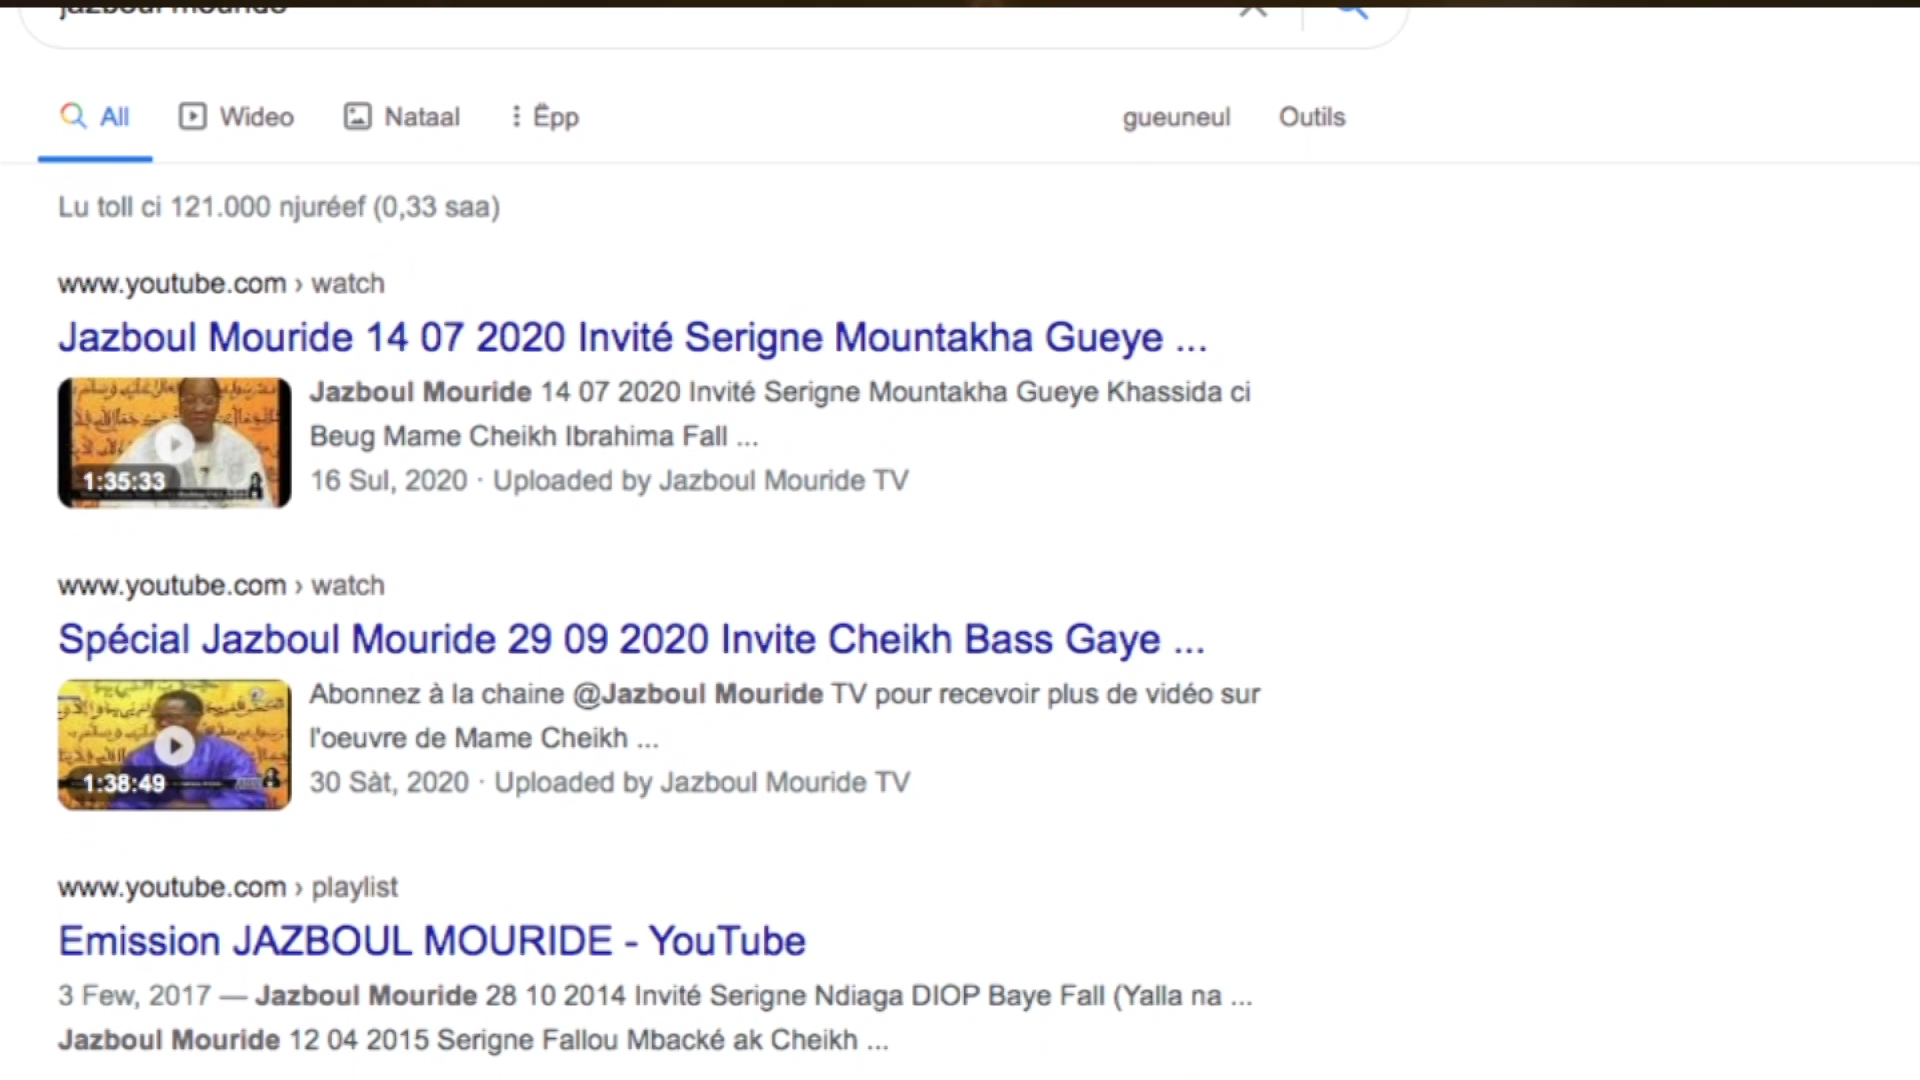 jazboul mouride
All
Wideo
Nataal
Ëpp
gueuneul
Outils
Lu toll ci 121.000 njuréef (0,33 saa)
www.youtube.com › watch
Jazboul Mouride 14 07 2020 Invité Serigne Mountakha Gueye ...
Jazboul Mouride 14 07 2020 Invité Serigne Mountakha Gueye Khassida ci
Beug Mame Cheikh Ibrahima Fall ...
1:35:33
16 Sul, 2020 · Uploaded by Jazboul Mouride TV
www.youtube.com › watch
Spécial Jazboul Mouride 29 09 2020 Invite Cheikh Bass Gaye ...
Abonnez à la chaine @Jazboul Mouride TV pour recevoir plus de vidéo sur
l'oeuvre de Mame Cheikh ...
1:38:49
30 Sàt, 2020 · Uploaded by Jazboul Mouride TV
www.youtube.com › playlist
Emission JAZBOUL MOURIDE - YouTube
3 Few, 2017 — Jazboul Mouride 28 10 2014 Invité Serigne Ndiaga DIOP Baye Fall (Yalla na ...
Jazboul Mouride 12 04 2015 Serigne Fallou Mbacké ak Cheikh ...